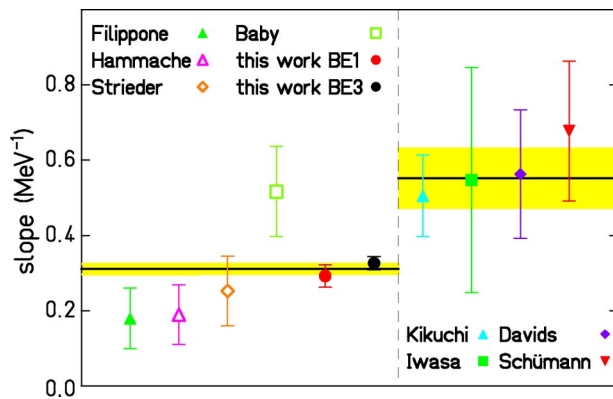 Filippone Baby
Hammache this work BE1
Strieder this work BE3
slope (MeV⁻¹)
0.8
0.6
0.4
0.2
0.0
Kikuchi Davids
Iwasa Schümann